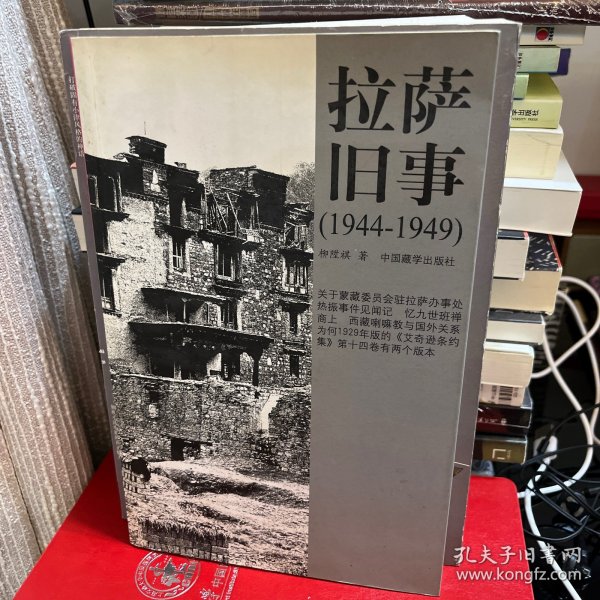 拉萨
旧事
(1944-1949)
柳陞祺 著 中国藏学出版社
关于蒙藏委员会驻拉萨办事处
热振事件见闻记 忆九世班禅
商上 西藏喇嘛教与国外关系
为何1929年版的《艾奇逊条约
集》第十四卷有两个版本
孔夫子旧书网
www.kongfz.com